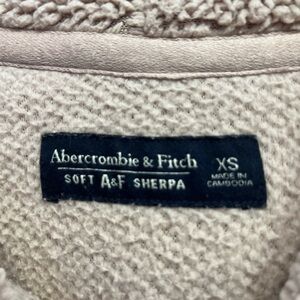 Abercrombie & Fitch
SOFT A&F SHERPA
XS
MADE IN
CAMBODIA